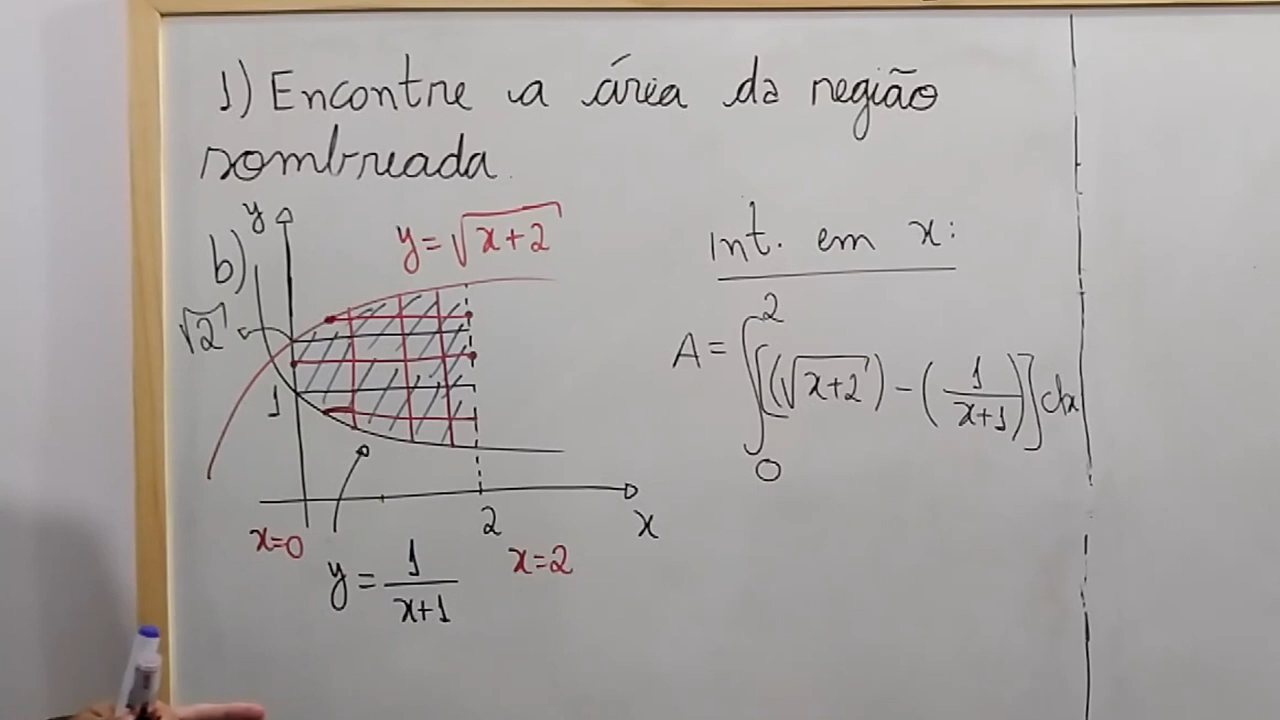 1) Encontre a área da região
sombreada.
b)
y
y = √(x+2)
√2
1
x=0
2
x=2
x
y = 1/(x+1)
int. em x:
A = ∫₀² [(√(x+2)) - (1/(x+1))] dx